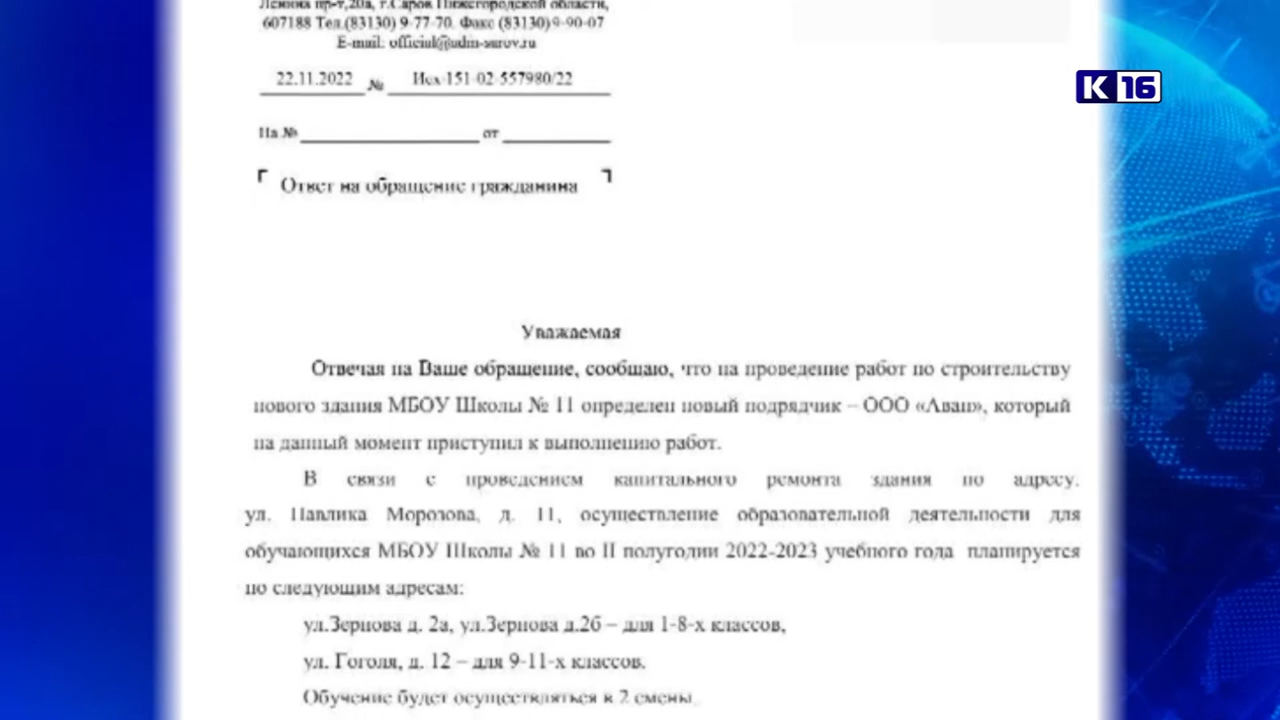 Ленина пр-т,20а, г.Саров Нижегородской области,
607188 Тел.(83130) 9-77-70. Факс (83130)9-90-07
E-mail: official@adm-sarov.ru
22.11.2022 № Исх-151-02-557980/22
На № от
Ответ на обращение гражданина
К 16
Уважаемая
Отвечая на Ваше обращение, сообщаю, что на проведение работ по строительству
нового здания МБОУ Школы № 11 определен новый подрядчик – ООО «Аван», который
на данный момент приступил к выполнению работ.
В связи с проведением капитального ремонта здания по адресу:
ул. Павлика Морозова, д. 11, осуществление образовательной деятельности для
обучающихся МБОУ Школы № 11 во II полугодии 2022-2023 учебного года планируется
по следующим адресам:
ул.Зернова д. 2а, ул.Зернова д.2б – для 1-8-х классов,
ул. Гоголя, д. 12 – для 9-11-х классов.
Обучение будет осуществляться в 2 смены.